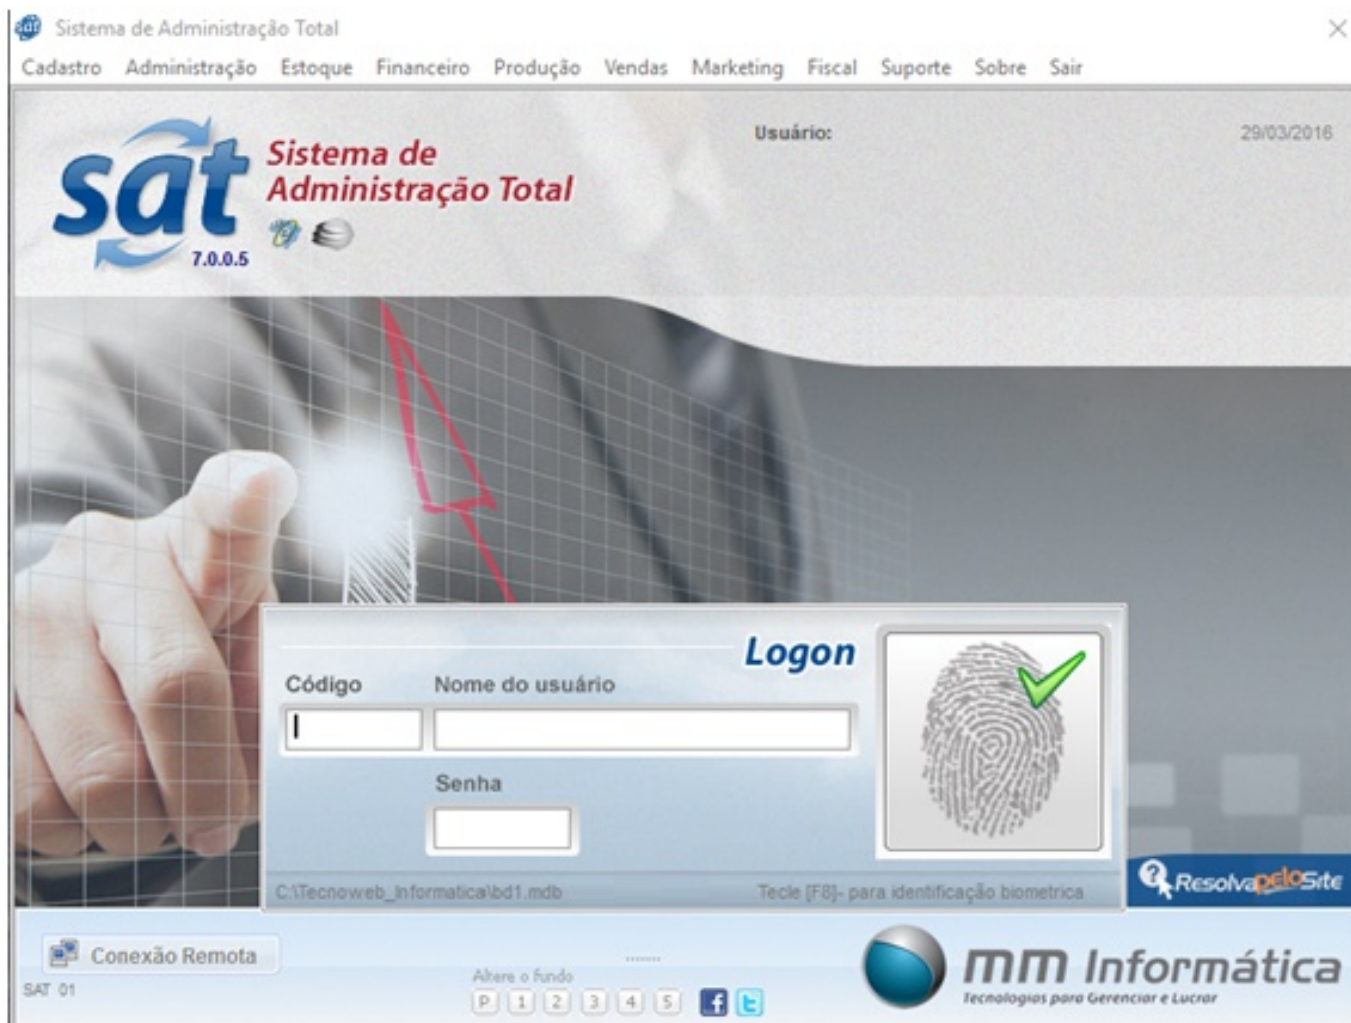 sat Sistema de Administração Total
Cadastro Administração Estoque Financeiro Produção Vendas Marketing Fiscal Suporte Sobre Sair
sat
Sistema de
Administração Total
7.0.0.5
Usuário:
29/03/2016
Logon
Código Nome do usuário
Senha
C:\Tecnoweb_Informatica\bd1.mdb
Tecle [F8]- para identificação biometrica
? ResolvapeloSite
Conexão Remota
SAT 01
........
Altere o fundo
P 1 2 3 4 5 f t
mm Informática
Tecnologias para Gerenciar e Lucrar